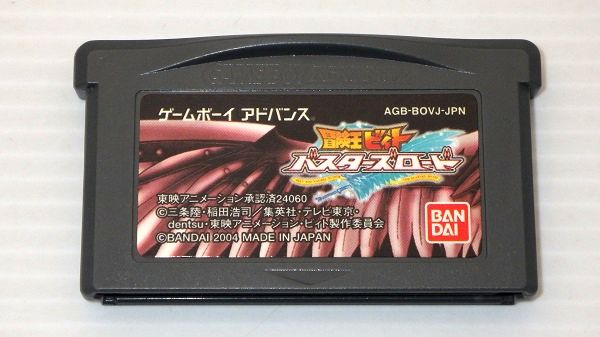 ゲームボーイ アドバンス
AGB-BOVJ-JPN
冒険王ビィト
バスターズロード
東映アニメーション承認済24060
©三条陸・稲田浩司／集英社・テレビ東京・
dentsu・東映アニメーション・ビィト製作委員会
©BANDAI 2004 MADE IN JAPAN
BAN
DAI